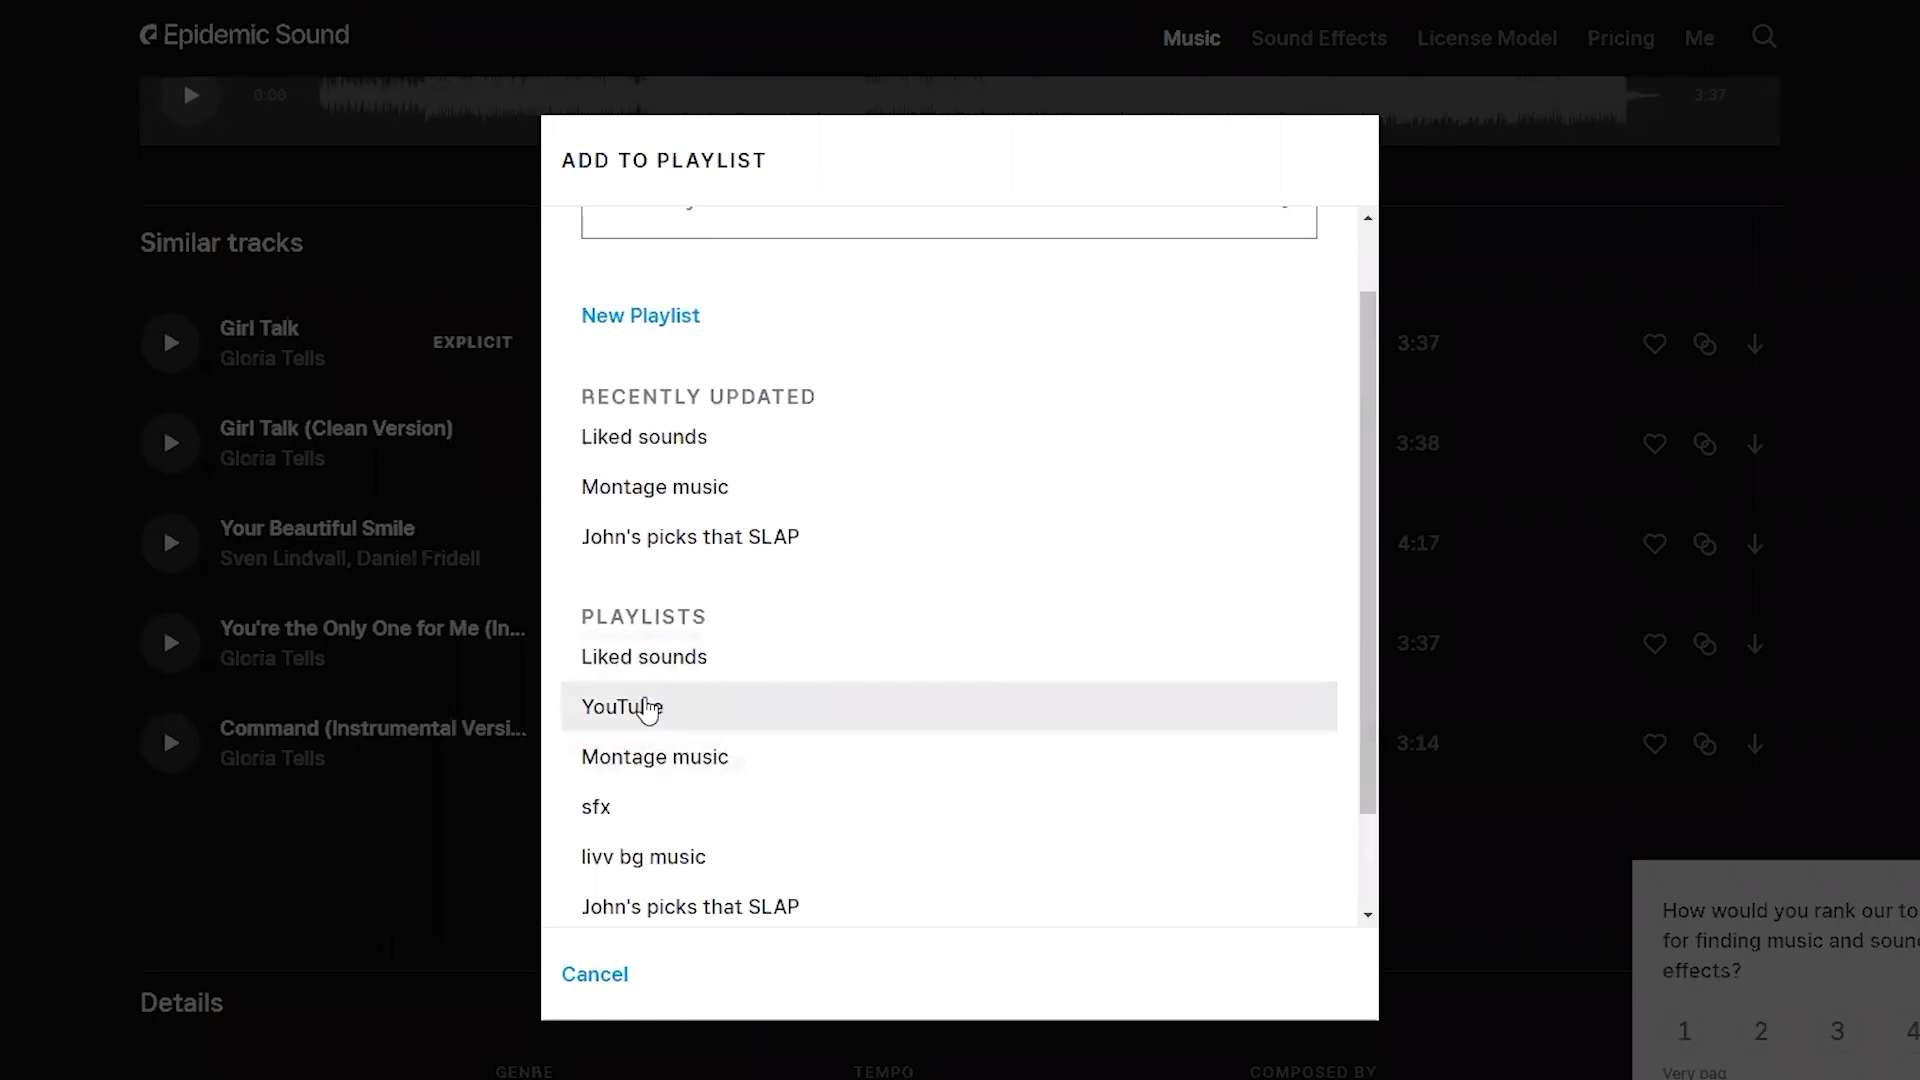 Epidemic Sound
Music
Sound Effects
License Model
Pricing
Me
0:00
3:37
ADD TO PLAYLIST
Similar tracks
New Playlist
Girl Talk
Gloria Tells
EXPLICIT
3:37
RECENTLY UPDATED
Liked sounds
Girl Talk (Clean Version)
Gloria Tells
3:38
Montage music
John's picks that SLAP
Your Beautiful Smile
Sven Lindvall, Daniel Fridell
4:17
PLAYLISTS
Liked sounds
You're the Only One for Me (In...
Gloria Tells
3:37
YouTube
Command (Instrumental Versi...
Gloria Tells
3:14
Montage music
sfx
livv bg music
John's picks that SLAP
Cancel
Details
How would you rank our to
for finding music and soun
effects?
1 2 3 4
Very
GENRE
TEMPO
COMPOSED BY